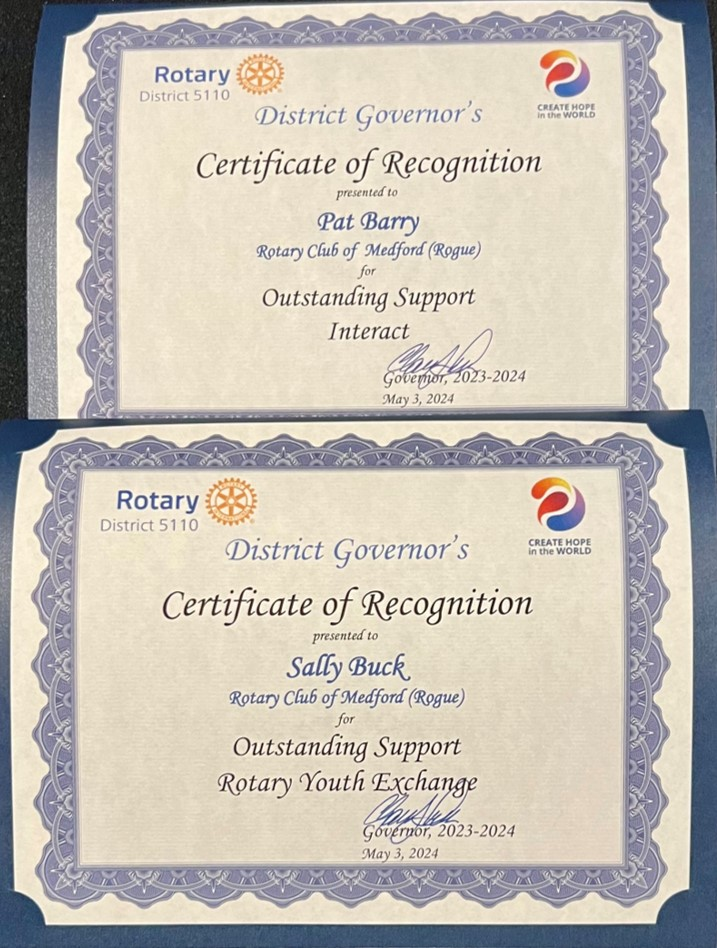 Rotary
District 5110
CREATE HOPE
in the WORLD
District Governor's
Certificate of Recognition
presented to
Pat Barry
Rotary Club of Medford (Rogue)
for
Outstanding Support
Interact
Governor, 2023-2024
May 3, 2024
Rotary
District 5110
CREATE HOPE
in the WORLD
District Governor's
Certificate of Recognition
presented to
Sally Buck
Rotary Club of Medford (Rogue)
for
Outstanding Support
Rotary Youth Exchange
Governor, 2023-2024
May 3, 2024